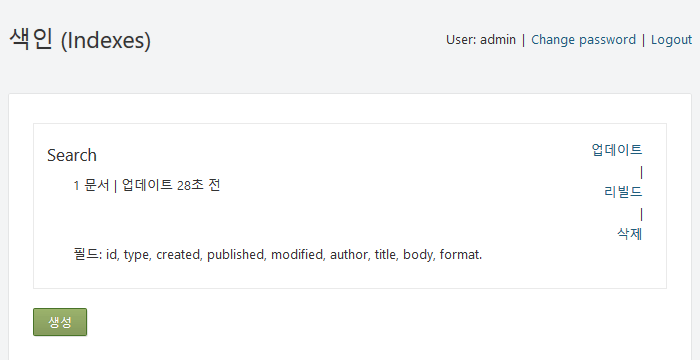 색인 (Indexes)
User: admin | Change password | Logout
Search
업데이트
|
리빌드
|
삭제
1 문서 | 업데이트 28초 전
필드: id, type, created, published, modified, author, title, body, format.
생성